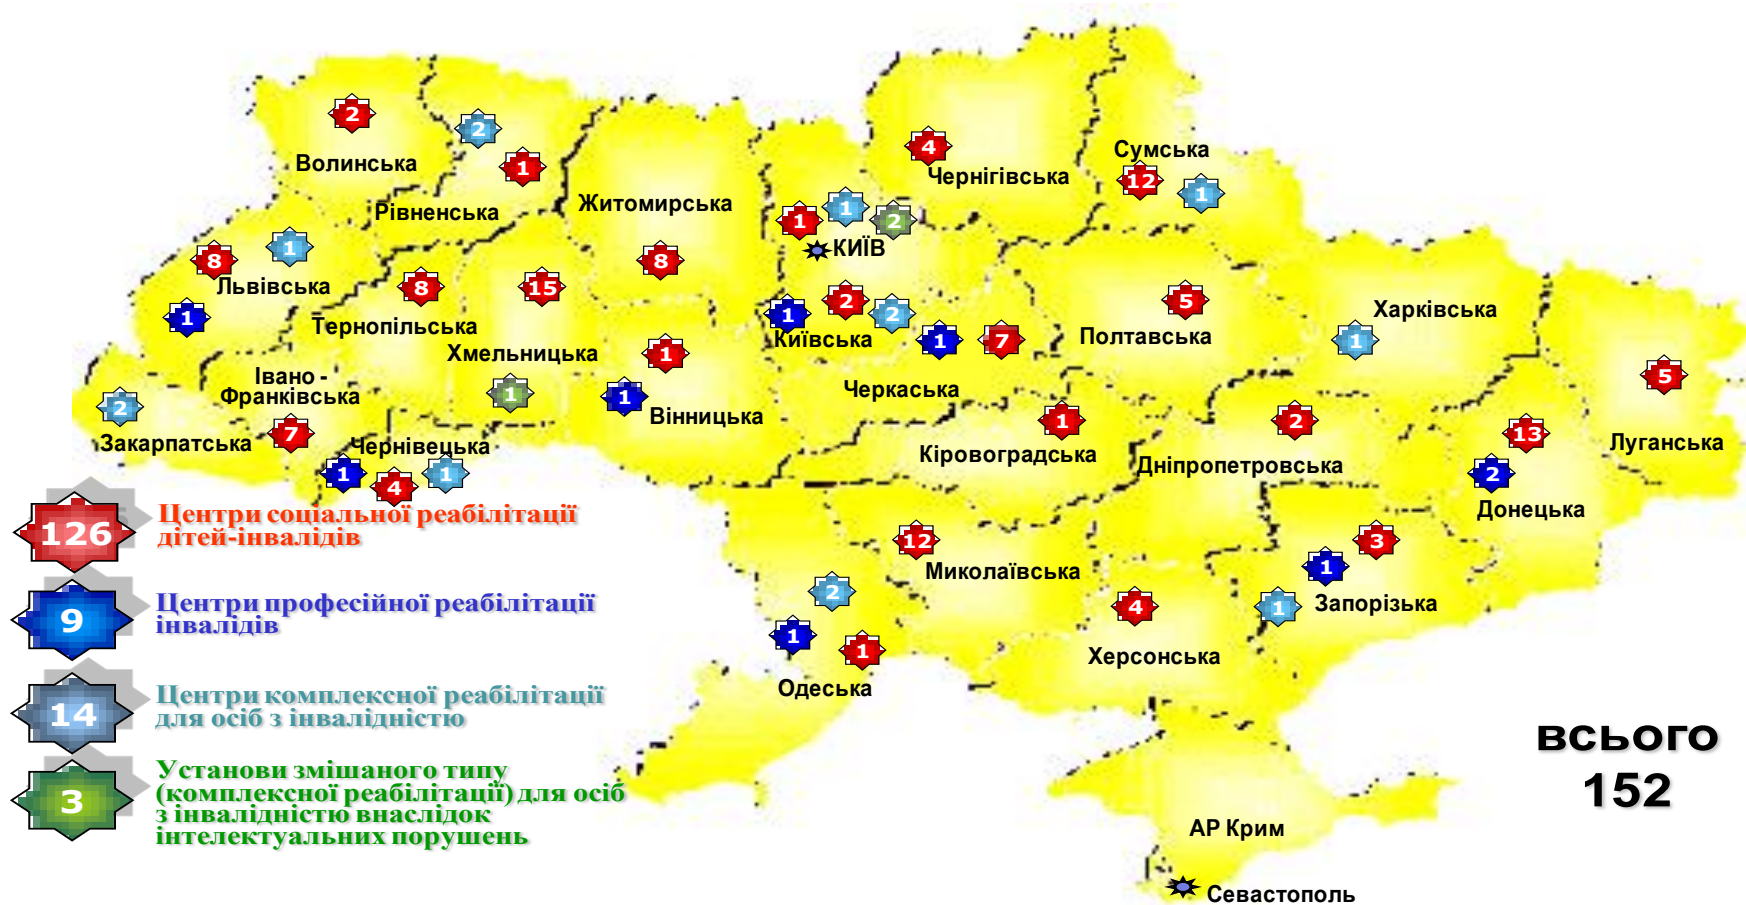 2
Волинська
2
1
Рівненська
Житомирська
8
4
Чернігівська
Сумська
12
1
1
1
2
КИЇВ
8
1
Львівська
1
8
Тернопільська
15
Хмельницька
1
1
1
Вінницька
1
2
2
Київська
1
7
Черкаська
5
Полтавська
Харківська
1
5
Луганська
2
Закарпатська
Івано -
Франківська
7
Чернівецька
1
4
1
1
Кіровоградська
2
Дніпропетровська
13
2
Донецька
12
Миколаївська
3
1
1
Запорізька
2
1
1
Одеська
4
Херсонська
АР Крим
Севастополь
126
Центри соціальної реабілітації
дітей-інвалідів
9
Центри професійної реабілітації
інвалідів
14
Центри комплексної реабілітації
для осіб з інвалідністю
3
Установи змішаного типу
(комплексної реабілітації) для осіб
з інвалідністю внаслідок
інтелектуальних порушень
всього
152